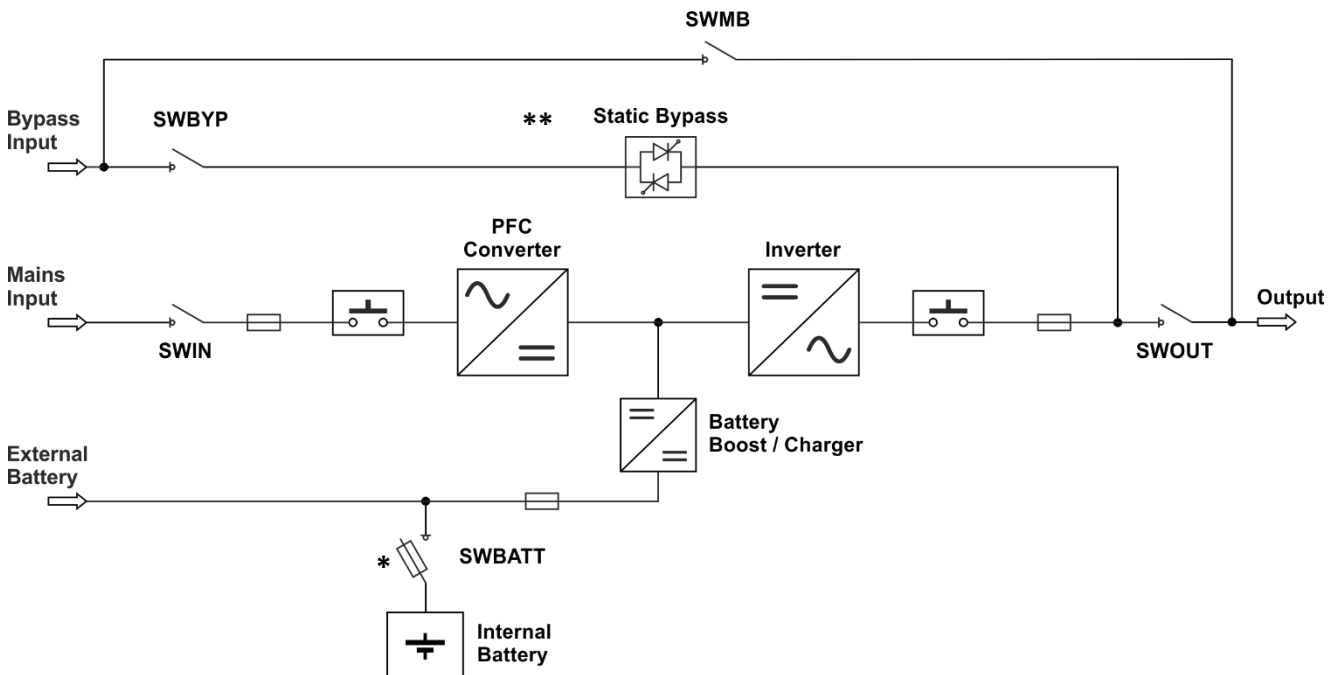 SWMB
Bypass
Input
SWBYP
**
Static Bypass
PFC
Converter
Inverter
Mains
Input
SWIN
Output
SWOUT
Battery
Boost / Charger
External
Battery
*
SWBATT
Internal
Battery